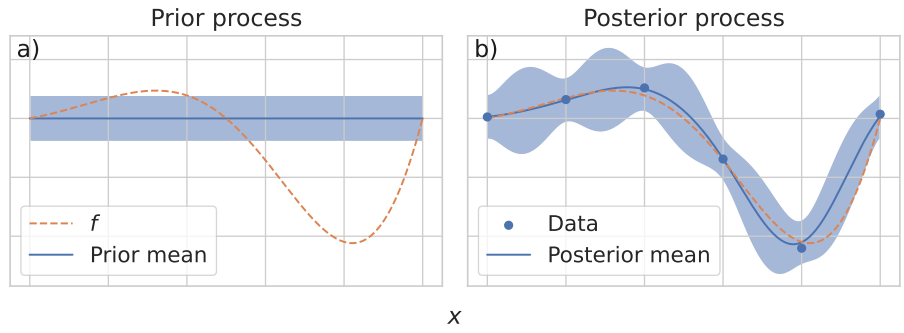 Prior process
a)
f
Prior mean
Posterior process
b)
Data
Posterior mean
x